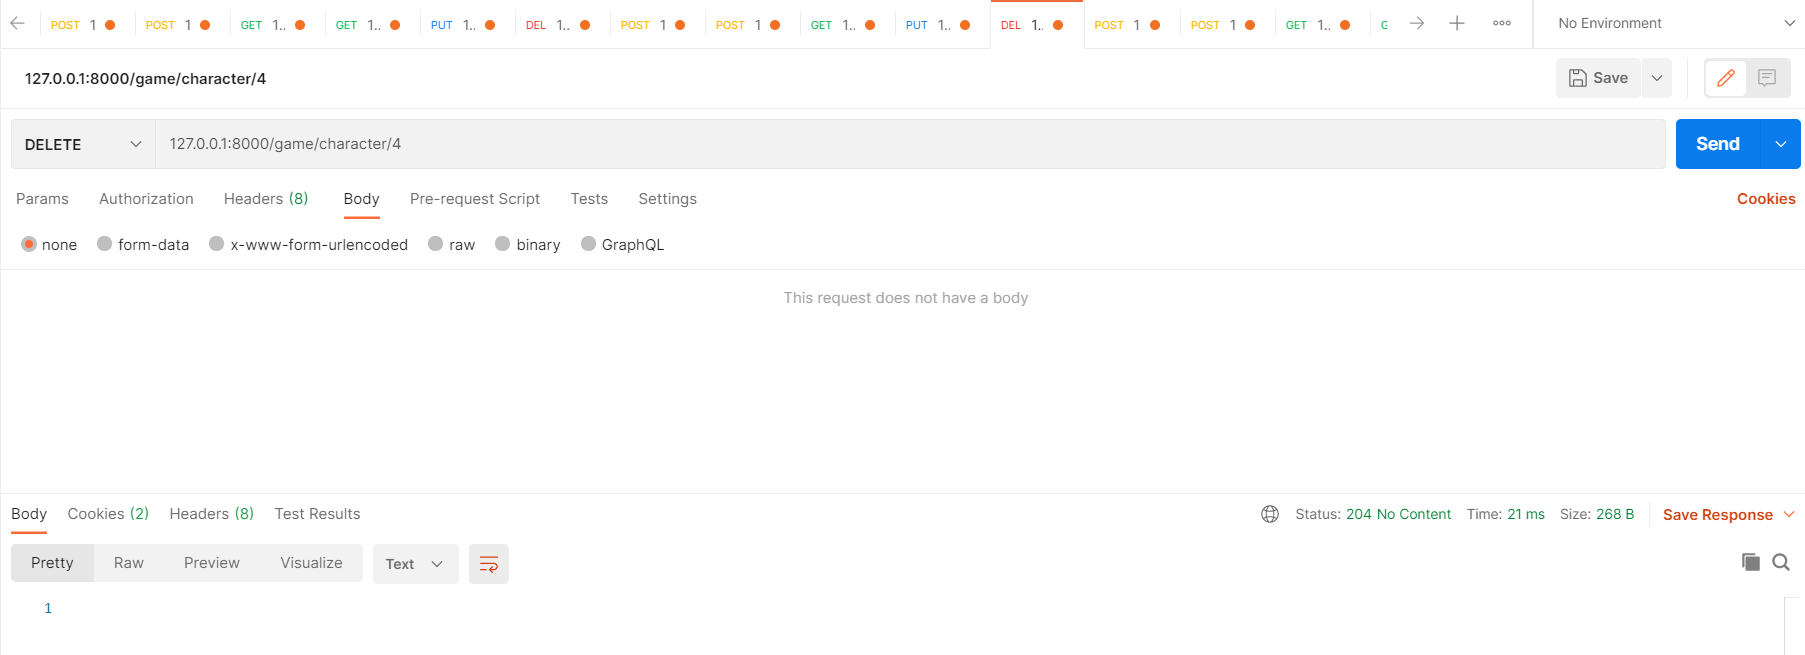 POST 1 POST 1 GET 1.. GET 1.. PUT 1.. DEL 1.. POST 1 POST 1 GET 1.. PUT 1.. DEL 1.. POST 1 POST 1 GET 1.. G No Environment
127.0.0.1:8000/game/character/4 Save
DELETE 127.0.0.1:8000/game/character/4 Send
Params Authorization Headers (8) Body Pre-request Script Tests Settings Cookies
none form-data x-www-form-urlencoded raw binary GraphQL
This request does not have a body
Body Cookies (2) Headers (8) Test Results Status: 204 No Content Time: 21 ms Size: 268 B Save Response
Pretty Raw Preview Visualize Text
1